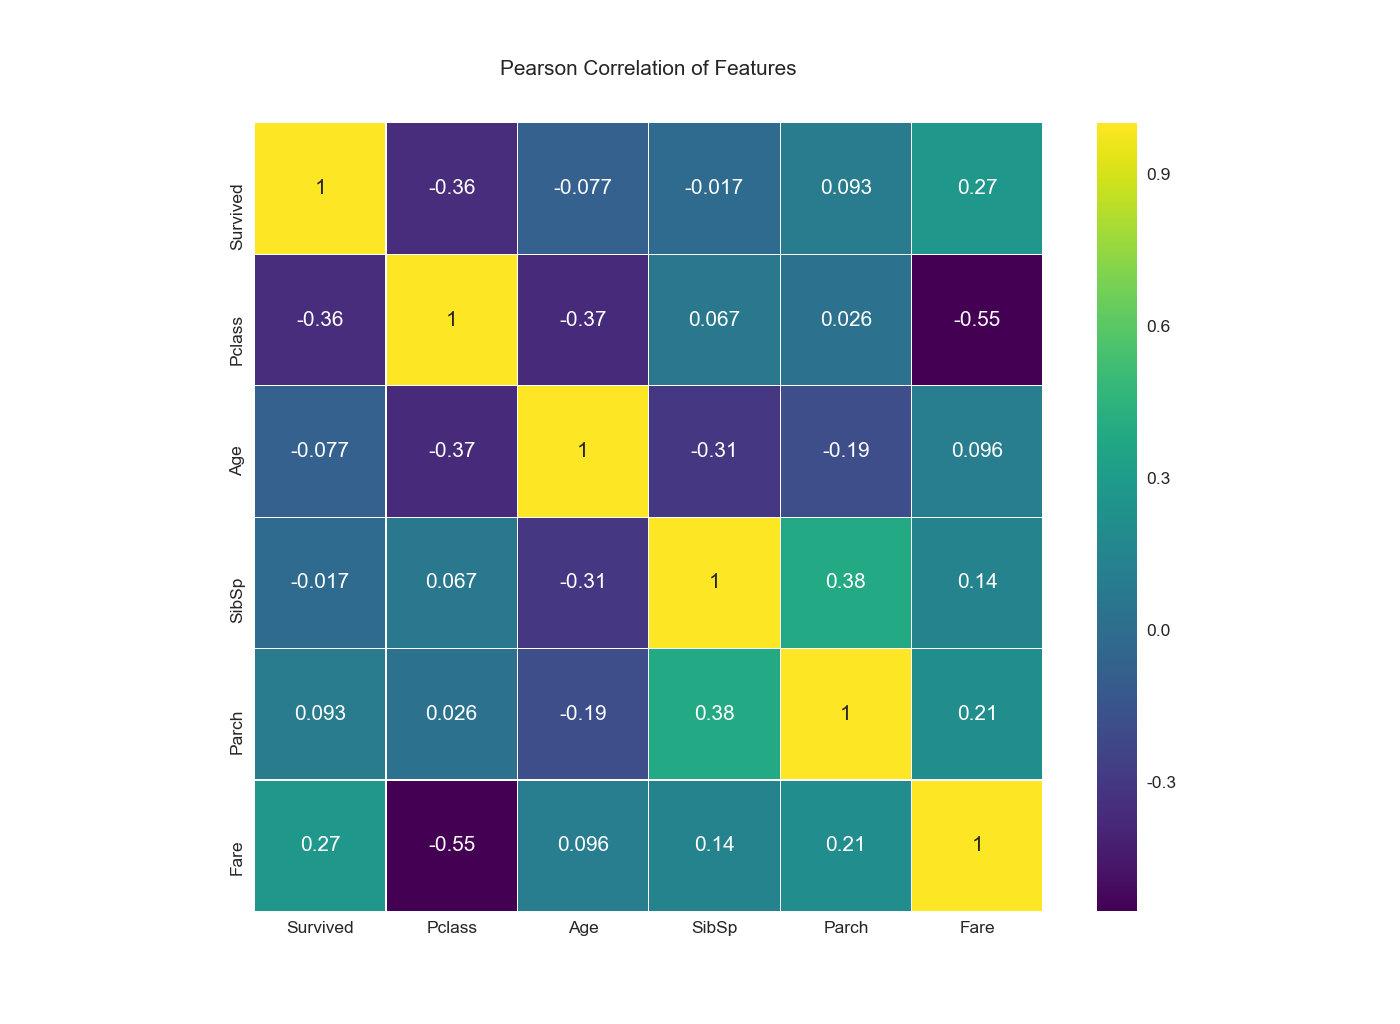 Pearson Correlation of Features
Survived 1 -0.36 -0.077 -0.017 0.093 0.27
Pclass -0.36 1 -0.37 0.067 0.026 -0.55
Age -0.077 -0.37 1 -0.31 -0.19 0.096
SibSp -0.017 0.067 -0.31 1 0.38 0.14
Parch 0.093 0.026 -0.19 0.38 1 0.21
Fare 0.27 -0.55 0.096 0.14 0.21 1
Survived Pclass Age SibSp Parch Fare
0.9
0.6
0.3
0.0
-0.3